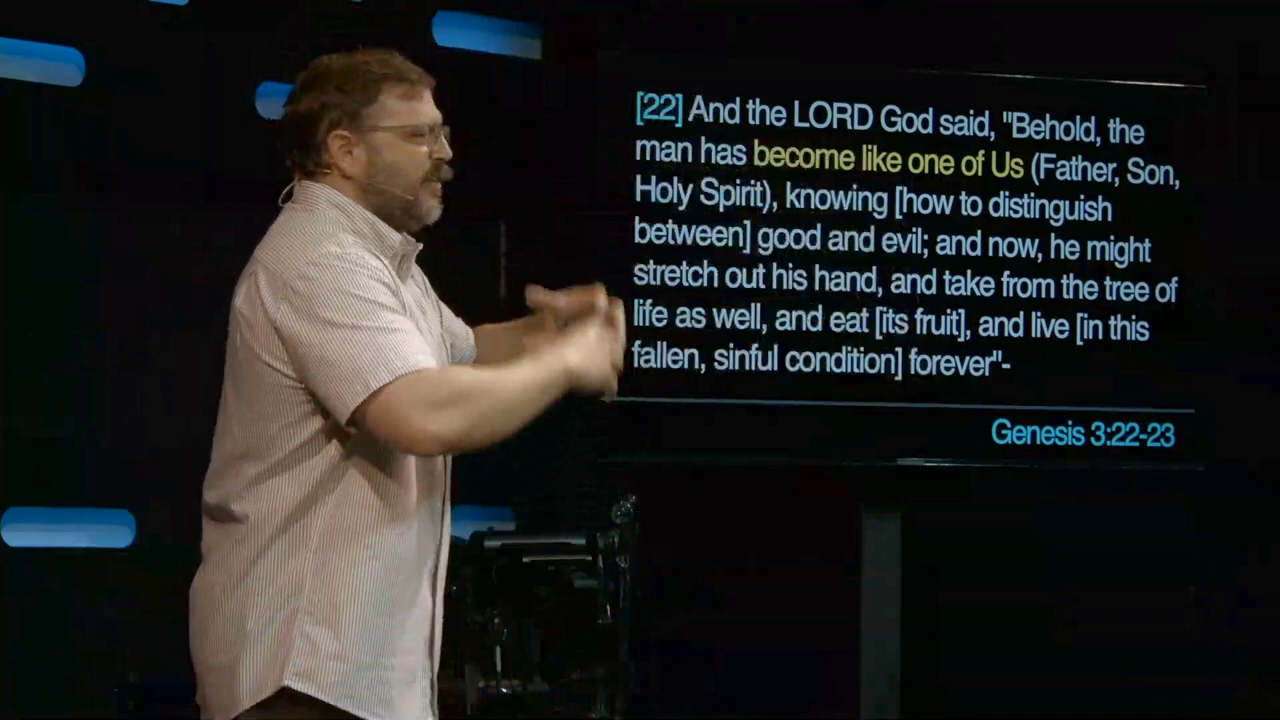 [22] And the LORD God said, "Behold, the
man has become like one of Us (Father, Son,
Holy Spirit), knowing [how to distinguish
between] good and evil; and now, he might
stretch out his hand, and take from the tree of
life as well, and eat [its fruit], and live [in this
fallen, sinful condition] forever"-
Genesis 3:22-23